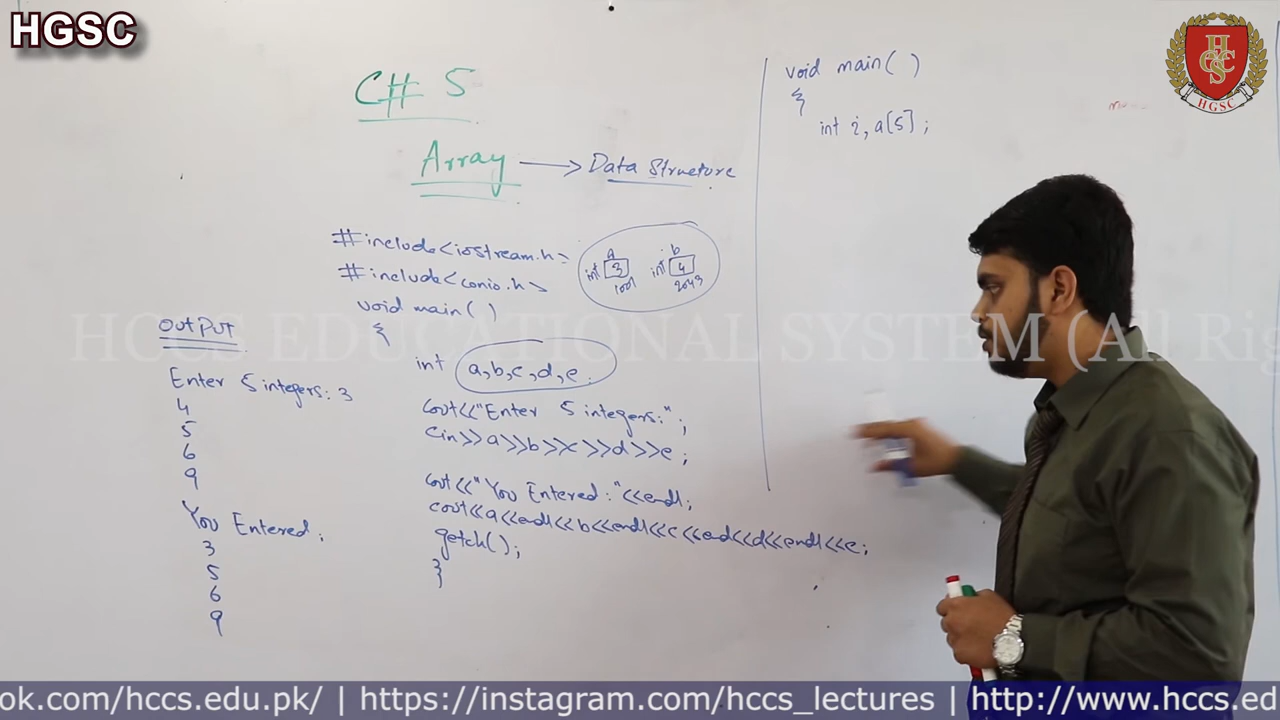 HGSC
C# 5
Array → Data Structure
#include<iostream.h>
#include<conio.h>
void main( )
{
int a,b,c,d,e.
cout<<"Enter 5 integers:";
cin>>a>>b>>c>>d>>e;
cout<<"You Entered:"<<endl;
cout<<a<<endl<<b<<endl<<c<<end<<d<<endl<<e;
getch();
}
a
int 3
1001
b
int 4
2043
OUTPUT
Enter 5 integers: 3
4
5
6
9
You Entered:
3
5
6
9
void main( )
{
int i, a[5];
HGSC
HCCS EDUCATIONAL SYSTEM (All Rig
ok.com/hccs.edu.pk/ | https://instagram.com/hccs_lectures | http://www.hccs.ed